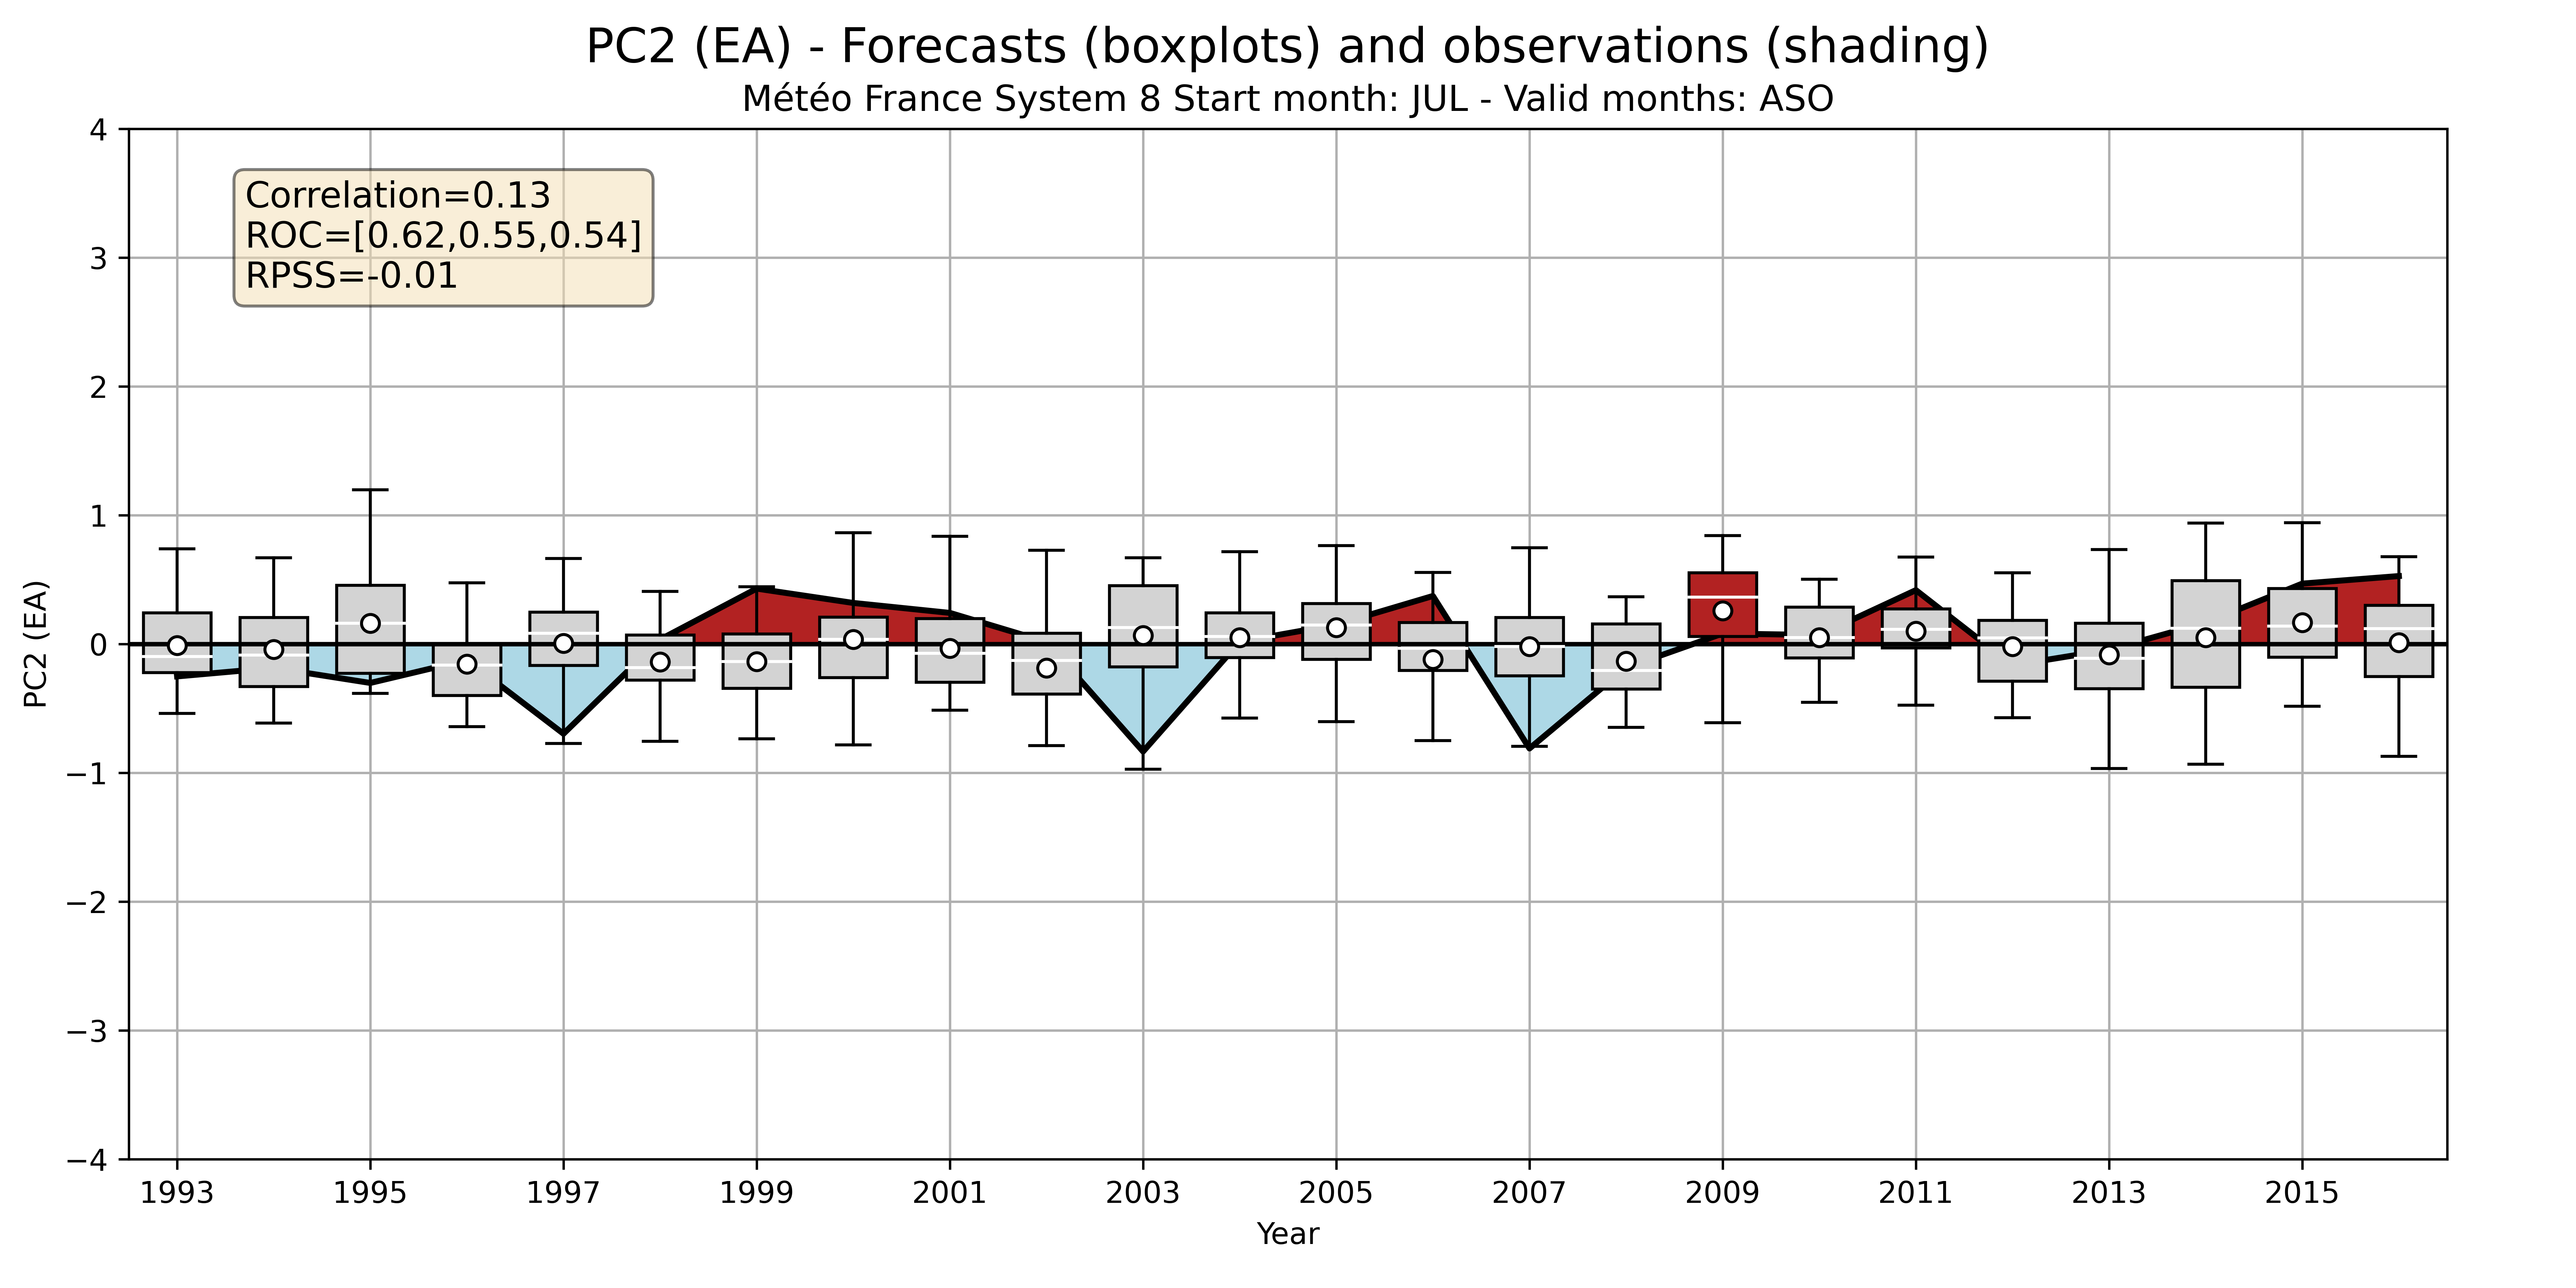 PC2 (EA) - Forecasts (boxplots) and observations (shading)
Météo France System 8 Start month: JUL - Valid months: ASO
Correlation=0.13
ROC=[0.62,0.55,0.54]
RPSS=-0.01
PC2 (EA)
4
3
2
1
0
−1
−2
−3
−4
1993 1995 1997 1999 2001 2003 2005 2007 2009 2011 2013 2015
Year